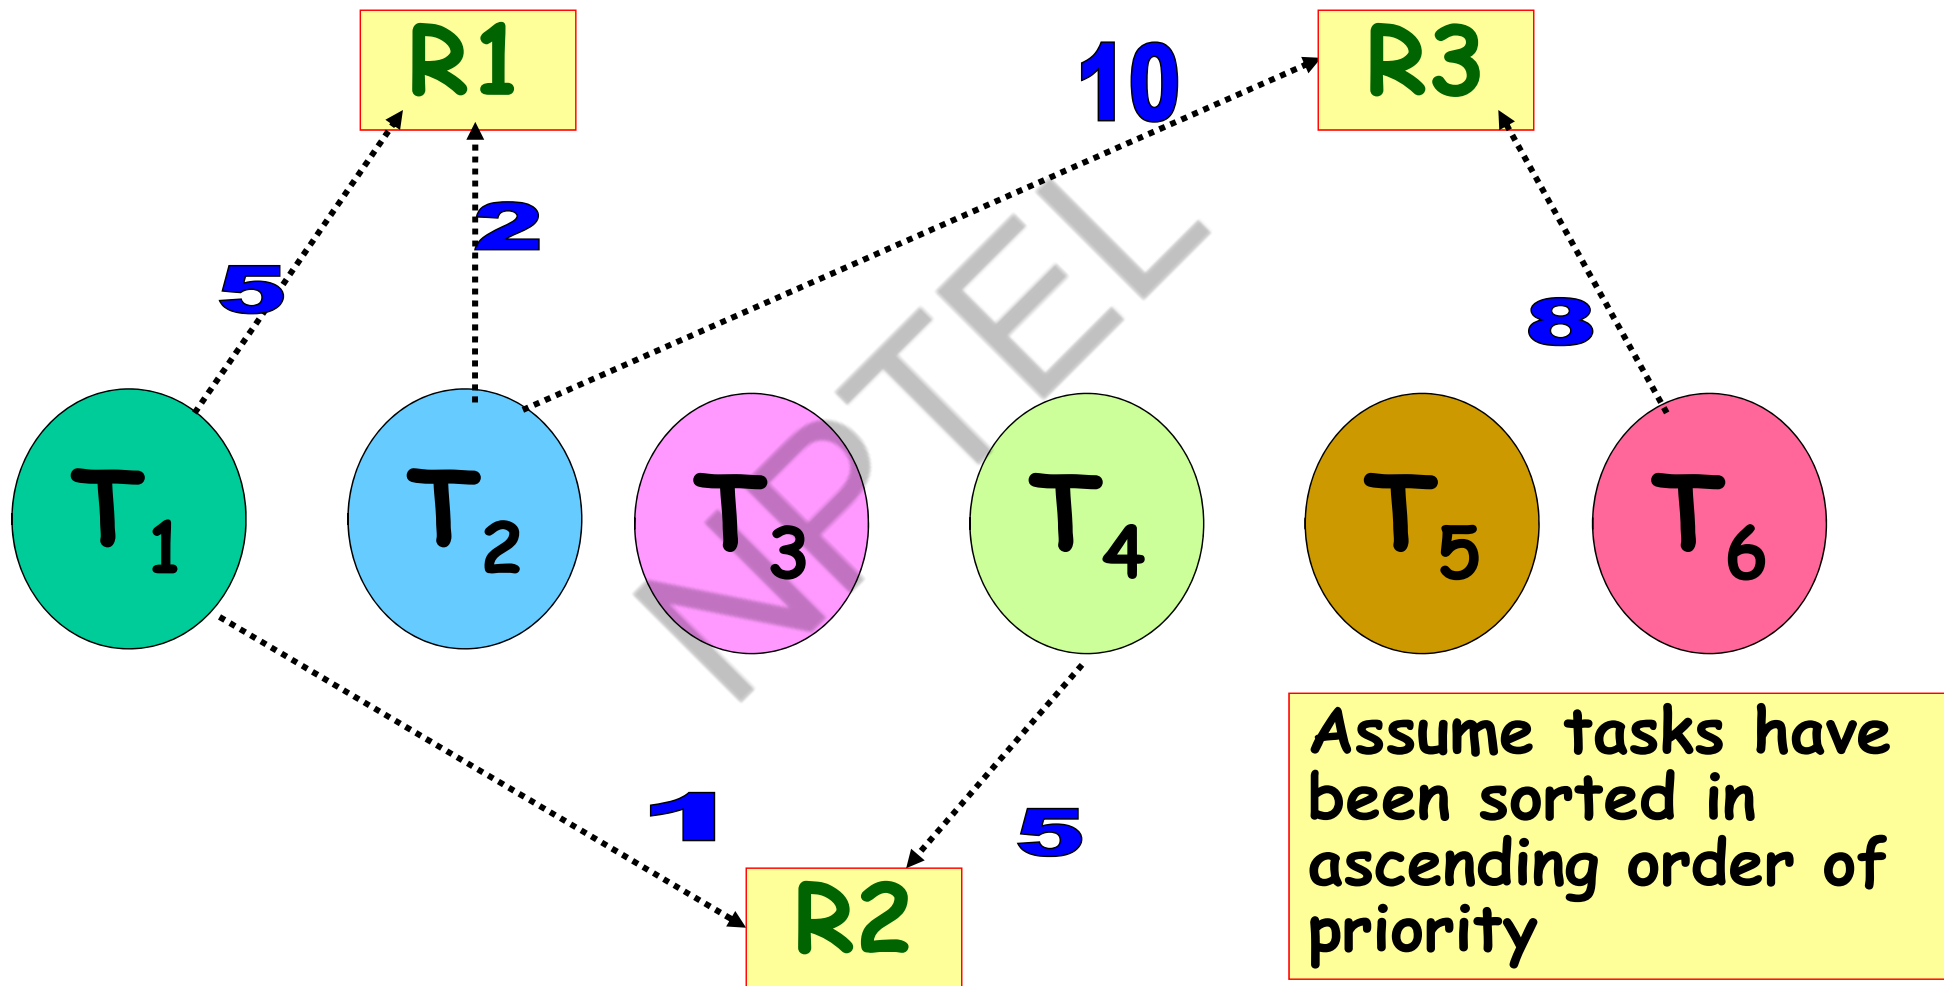 R1
R3
10
2
5
8
T1
T2
T3
T4
T5
T6
NPTEL
1
5
R2
Assume tasks have
been sorted in
ascending order of
priority